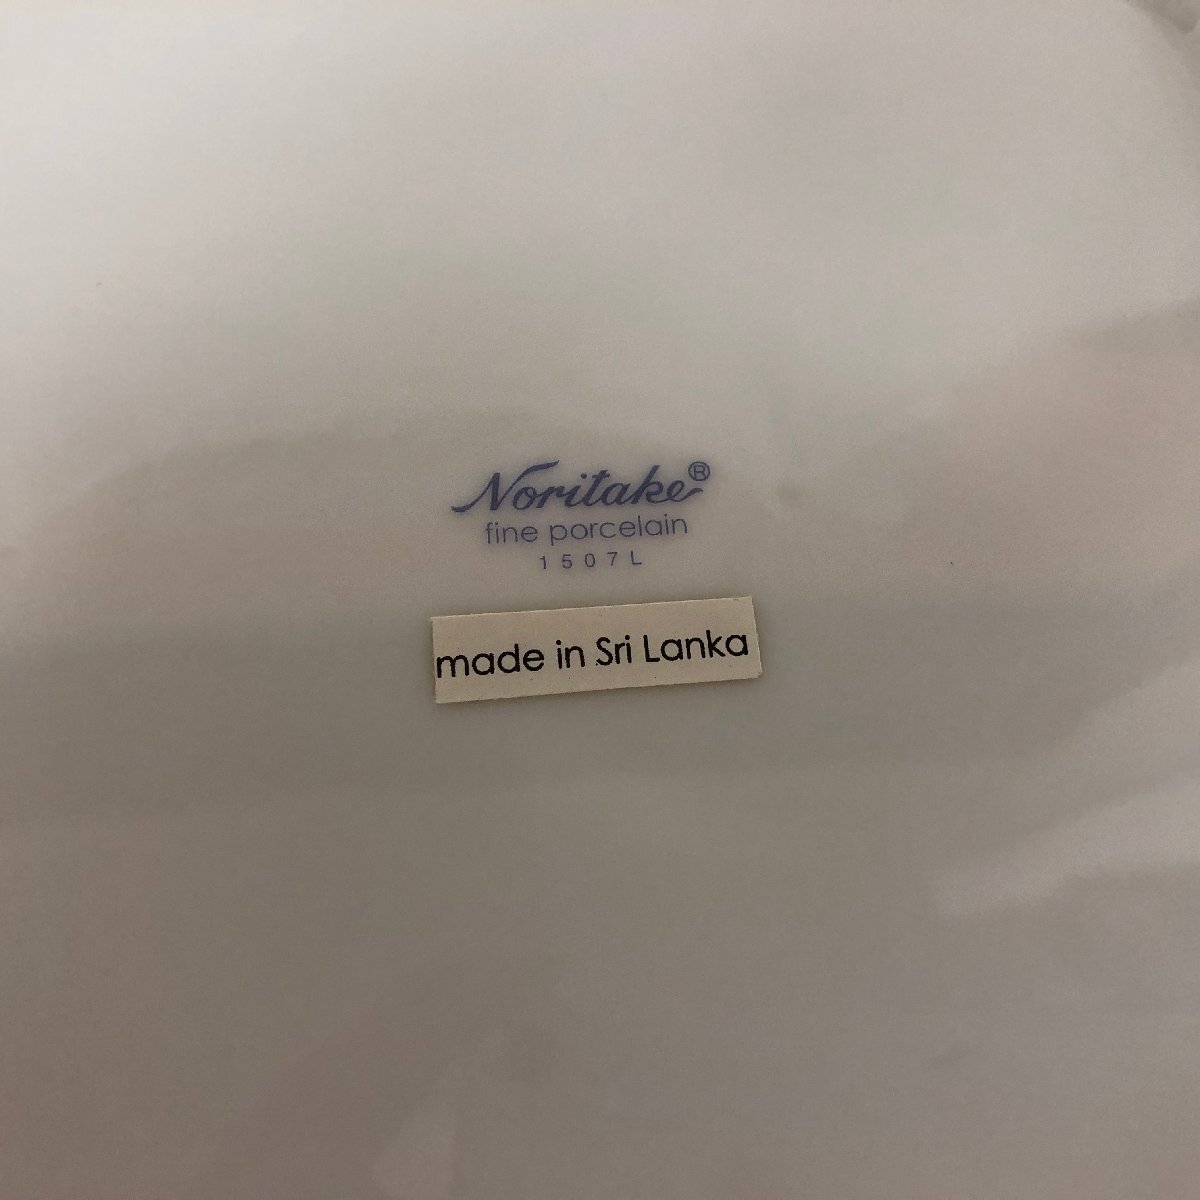 Noritake®
fine porcelain
1507L
made in Sri Lanka